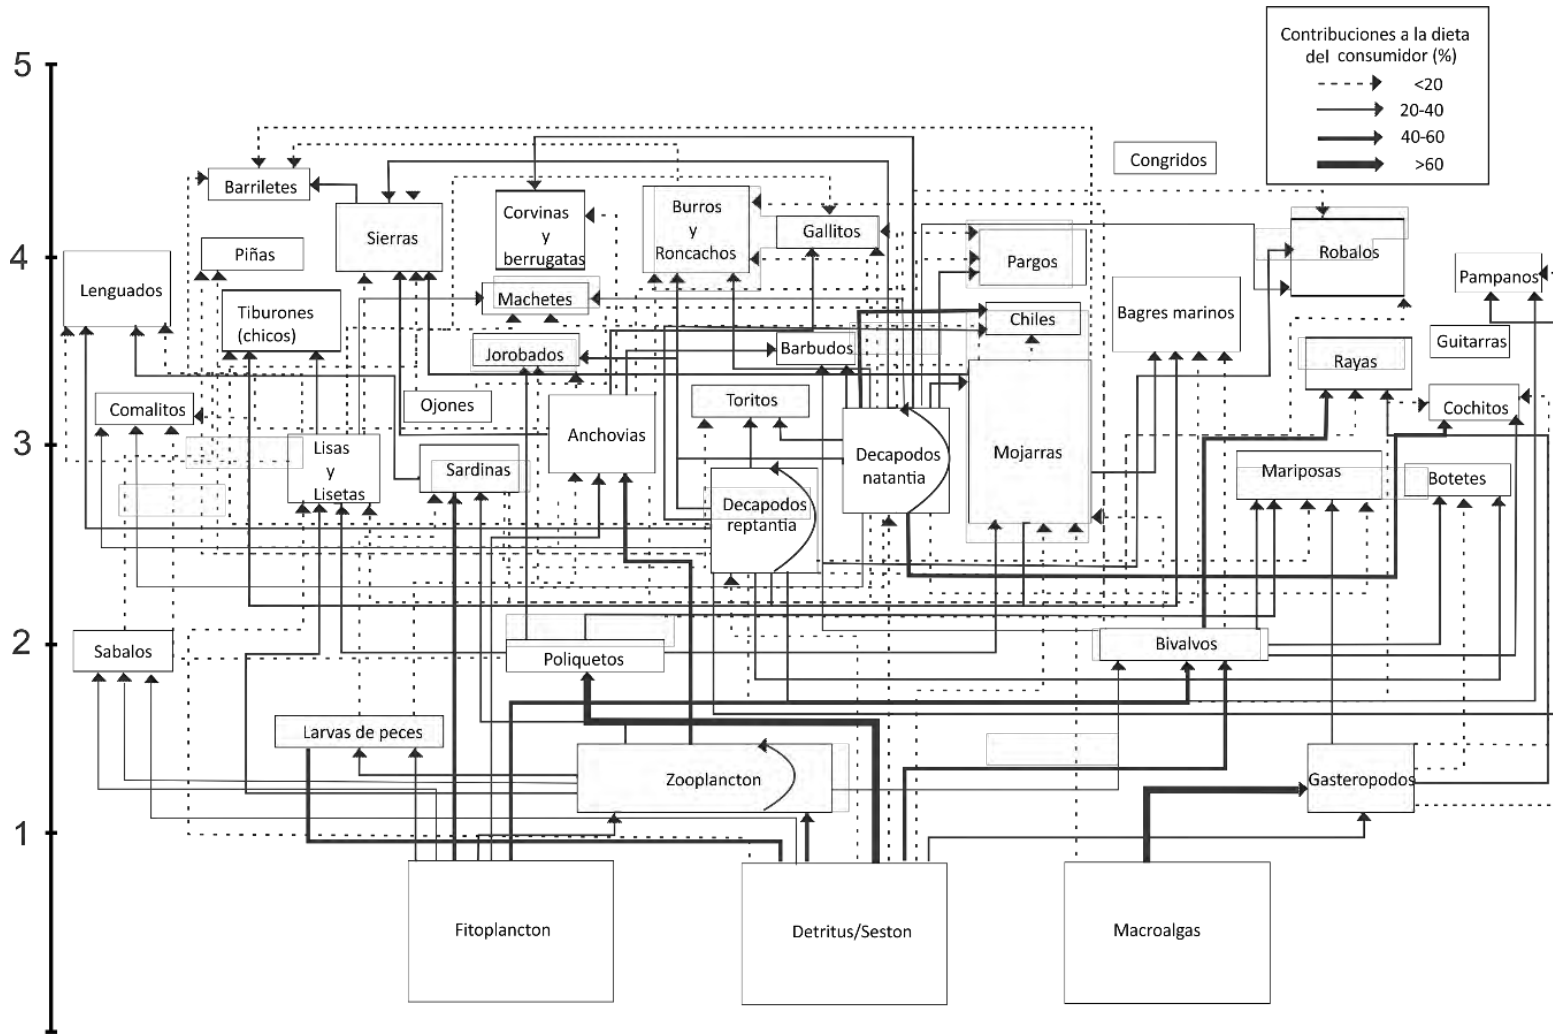 5
Contribuciones a la dieta
del consumidor (%)
<20
20-40
40-60
>60
Congridos
Barriletes
Sierras
Corvinas
y
berrugatas
Burros
y
Roncachos
Gallitos
Robalos
4
Piñas
Pargos
Lenguados
Pampanos
Machetes
Tiburones
(chicos)
Chiles
Bagres marinos
Guitarras
Jorobados
Barbudos
Rayas
Comalitos
Ojones
Toritos
Cochitos
3
Anchovias
Lisas
y
Lisetas
Sardinas
Decapodos
natantia
Mojarras
Mariposas
Botetes
Decapodos
reptantia
2
Sabalos
Poliquetos
Bivalvos
Larvas de peces
Zooplancton
Gasteropodos
1
Fitoplancton
Detritus/Seston
Macroalgas